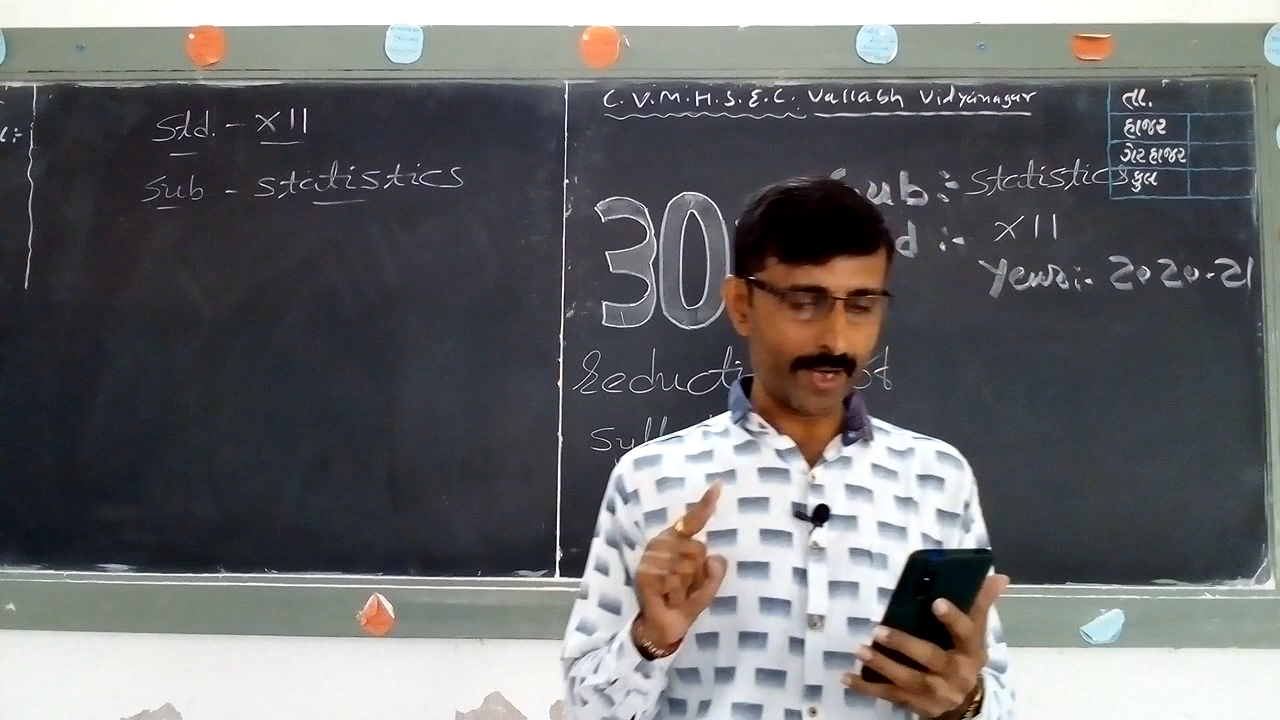 Std. - XII
Sub - Statistics
C.V.M.H.S.E.C. Vallabh Vidyanagar
તા.
હાજર
ગેરહાજર
કુલ
Sub :- Statistics
XII
Year :- 2020-21
30